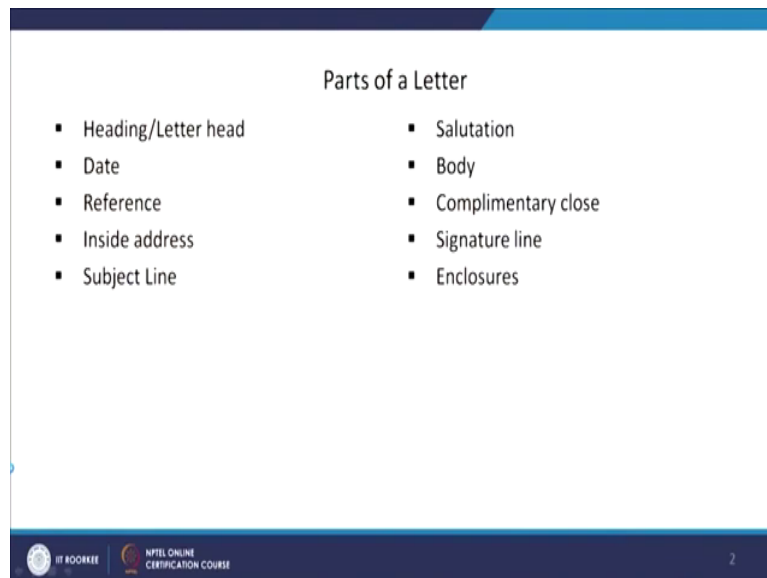 Parts of a Letter
▪ Heading/Letter head
▪ Date
▪ Reference
▪ Inside address
▪ Subject Line
▪ Salutation
▪ Body
▪ Complimentary close
▪ Signature line
▪ Enclosures
IIT ROORKEE
NPTEL ONLINE
CERTIFICATION COURSE
2